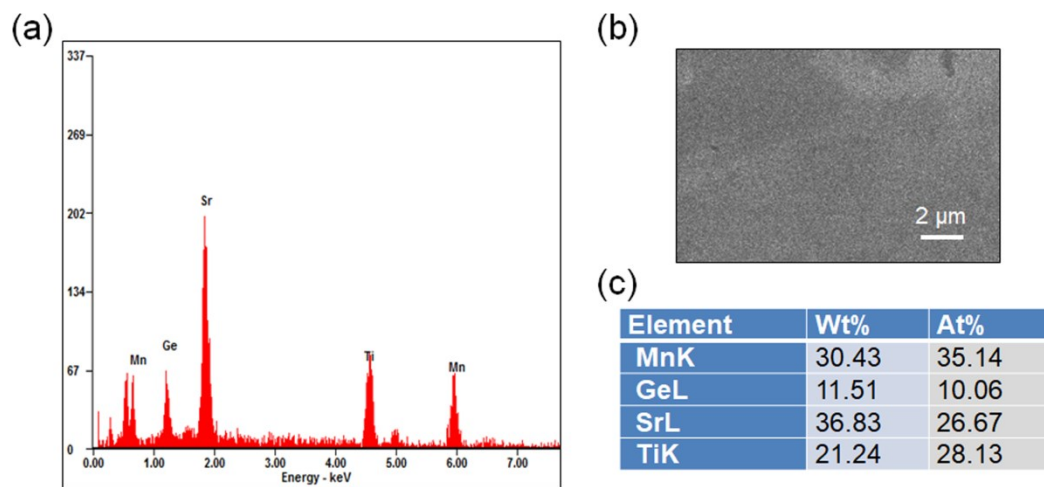 (a)
337
269
202
134
67
0
Sr
Mn
Ge
Ti
Mn
0.00 1.00 2.00 3.00 4.00 5.00 6.00 7.00
Energy - keV
(b)
2 µm
(c)
Element Wt% At%
MnK 30.43 35.14
GeL 11.51 10.06
SrL 36.83 26.67
TiK 21.24 28.13